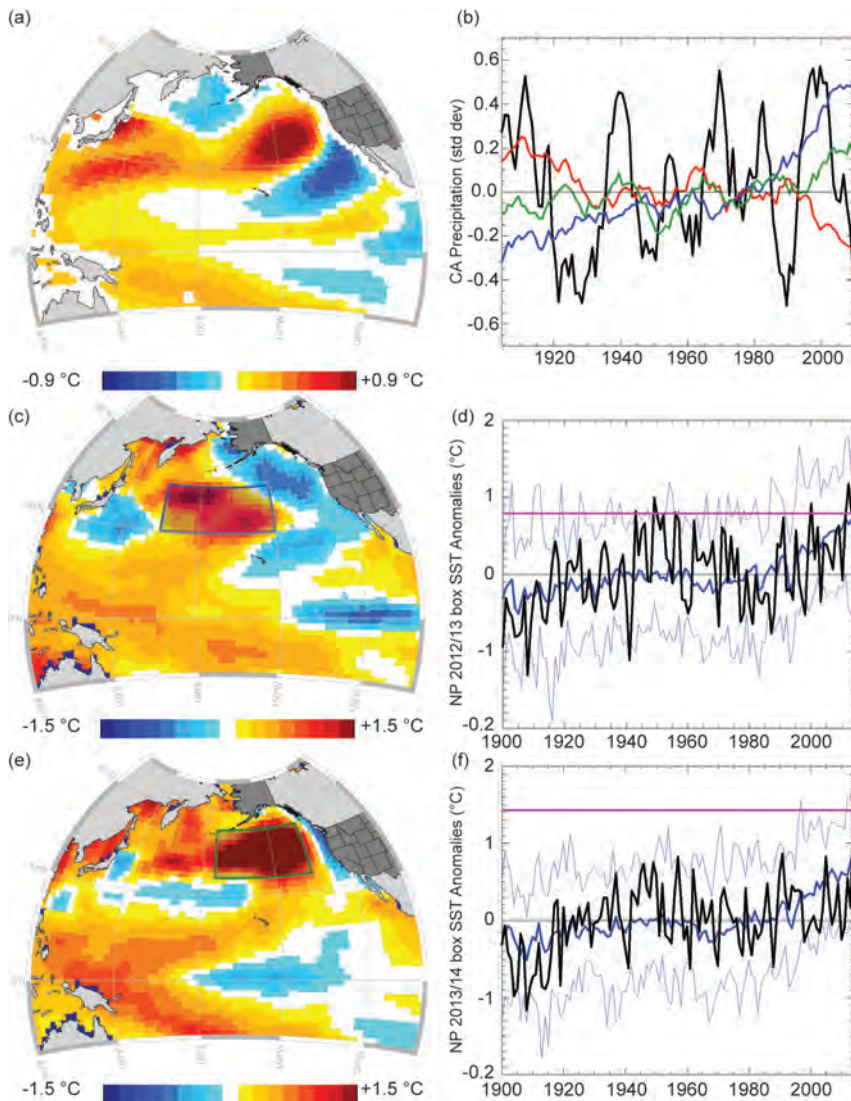 (a)
(b)
0.6
0.4
0.2
0.0
-0.2
-0.4
-0.6
CA Precipitation (std dev)
1920 1940 1960 1980 2000
-0.9 °C +0.9 °C
(c)
(d)
2
1
0
-1
-0.2
NP 2012/13 box SST Anomalies (°C)
1900 1920 1940 1960 1980 2000
-1.5 °C +1.5 °C
(e)
(f)
2
1
0
-1
-0.2
NP 2013/14 box SST Anomalies (°C)
1900 1920 1940 1960 1980 2000
-1.5 °C +1.5 °C